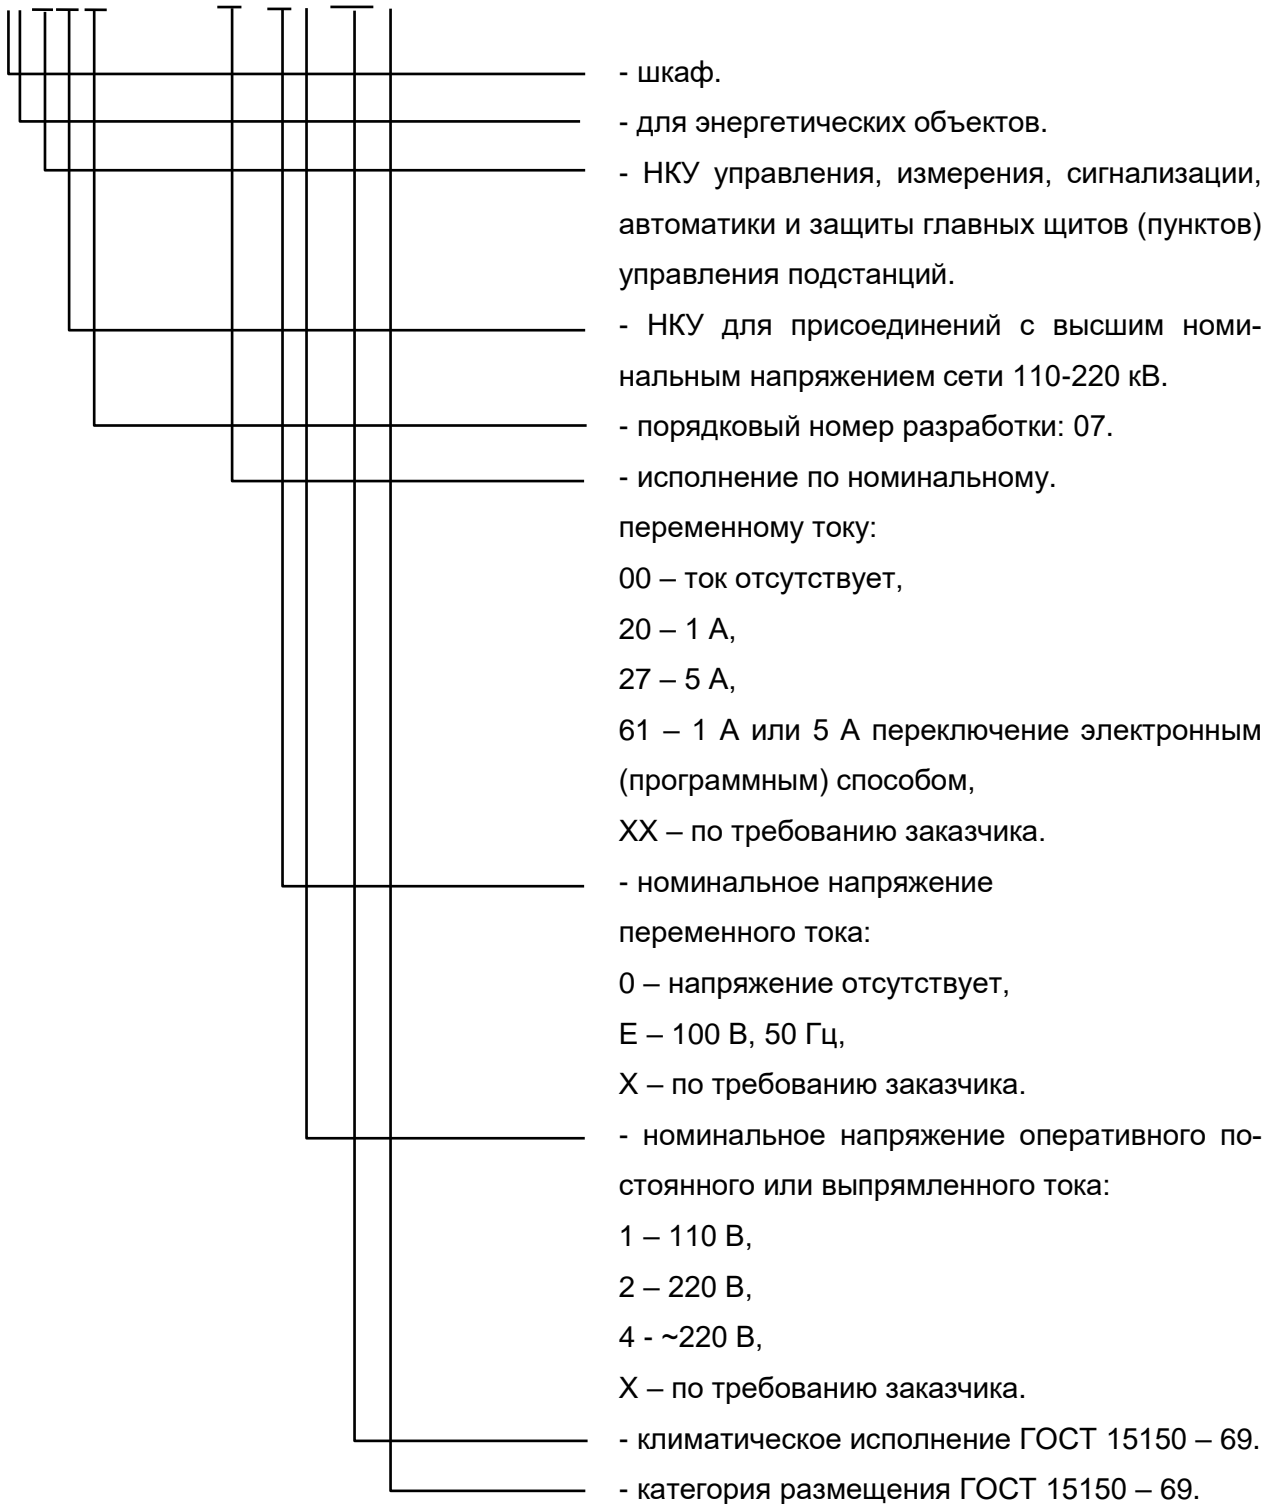 - шкаф.
- для энергетических объектов.
- НКУ управления, измерения, сигнализации,
автоматики и защиты главных щитов (пунктов)
управления подстанций.
- НКУ для присоединений с высшим номи-
нальным напряжением сети 110-220 кВ.
- порядковый номер разработки: 07.
- исполнение по номинальному.
переменному току:
00 – ток отсутствует,
20 – 1 А,
27 – 5 А,
61 – 1 А или 5 А переключение электронным
(программным) способом,
ХХ – по требованию заказчика.
- номинальное напряжение
переменного тока:
0 – напряжение отсутствует,
Е – 100 В, 50 Гц,
Х – по требованию заказчика.
- номинальное напряжение оперативного по-
стоянного или выпрямленного тока:
1 – 110 В,
2 – 220 В,
4 - ~220 В,
Х – по требованию заказчика.
- климатическое исполнение ГОСТ 15150 – 69.
- категория размещения ГОСТ 15150 – 69.